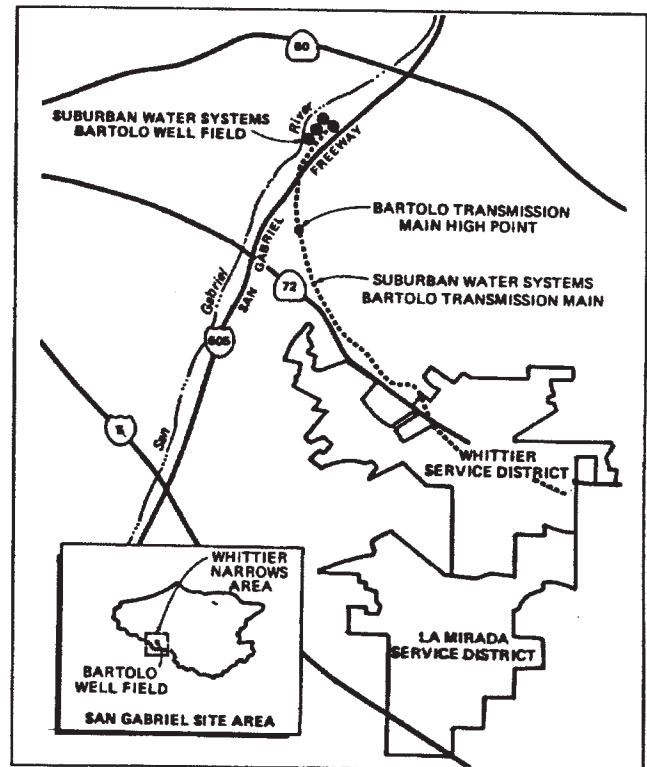 60
SUBURBAN WATER SYSTEMS
BARTOLO WELL FIELD
River
FREEWAY
BARTOLO TRANSMISSION
MAIN HIGH POINT
GABRIEL
SAN
Gabriel
72
SUBURBAN WATER SYSTEMS
BARTOLO TRANSMISSION MAIN
605
San
WHITTIER
SERVICE DISTRICT
WHITTIER
NARROWS
AREA
BARTOLO
WELL FIELD
SAN GABRIEL SITE AREA
LA MIRADA
SERVICE DISTRICT